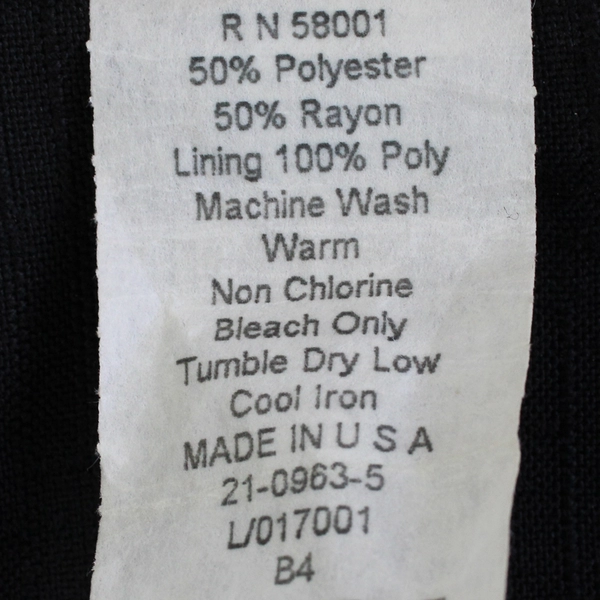 R N 58001
50% Polyester
50% Rayon
Lining 100% Poly
Machine Wash
Warm
Non Chlorine
Bleach Only
Tumble Dry Low
Cool Iron
MADE IN U S A
21-0963-5
L/017001
B4